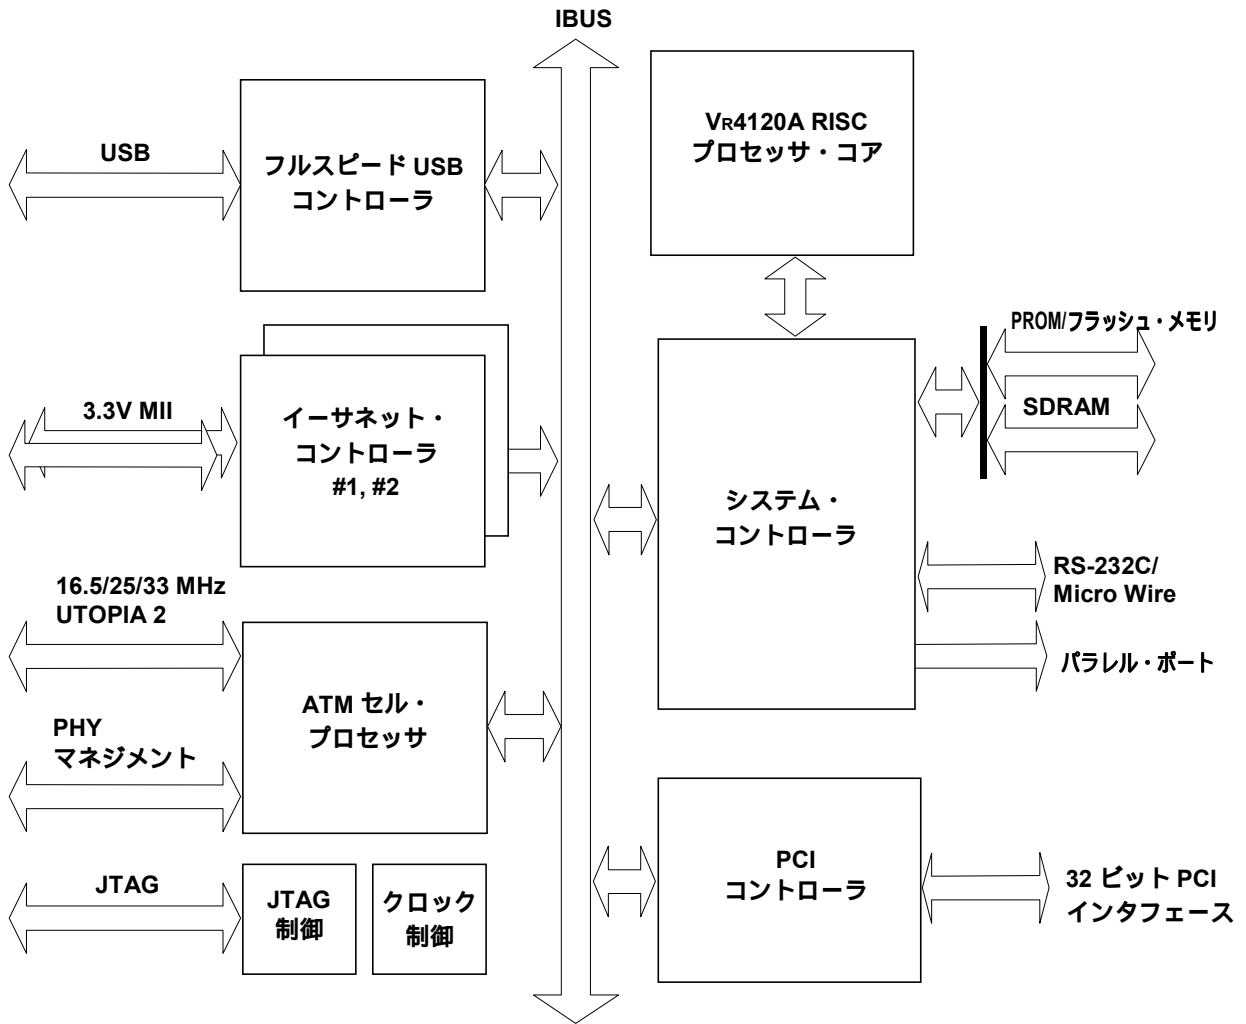 IBUS
USB
フルスピード USB
コントローラ
VR4120A RISC
プロセッサ・コア
3.3V MII
イーサネット・
コントローラ
#1, #2
PROM/フラッシュ・メモリ
SDRAM
システム・
コントローラ
RS-232C/
Micro Wire
パラレル・ポート
16.5/25/33 MHz
UTOPIA 2
ATM セル・
プロセッサ
PHY
マネジメント
JTAG
JTAG
制御
クロック
制御
PCI
コントローラ
32 ビット PCI
インタフェース